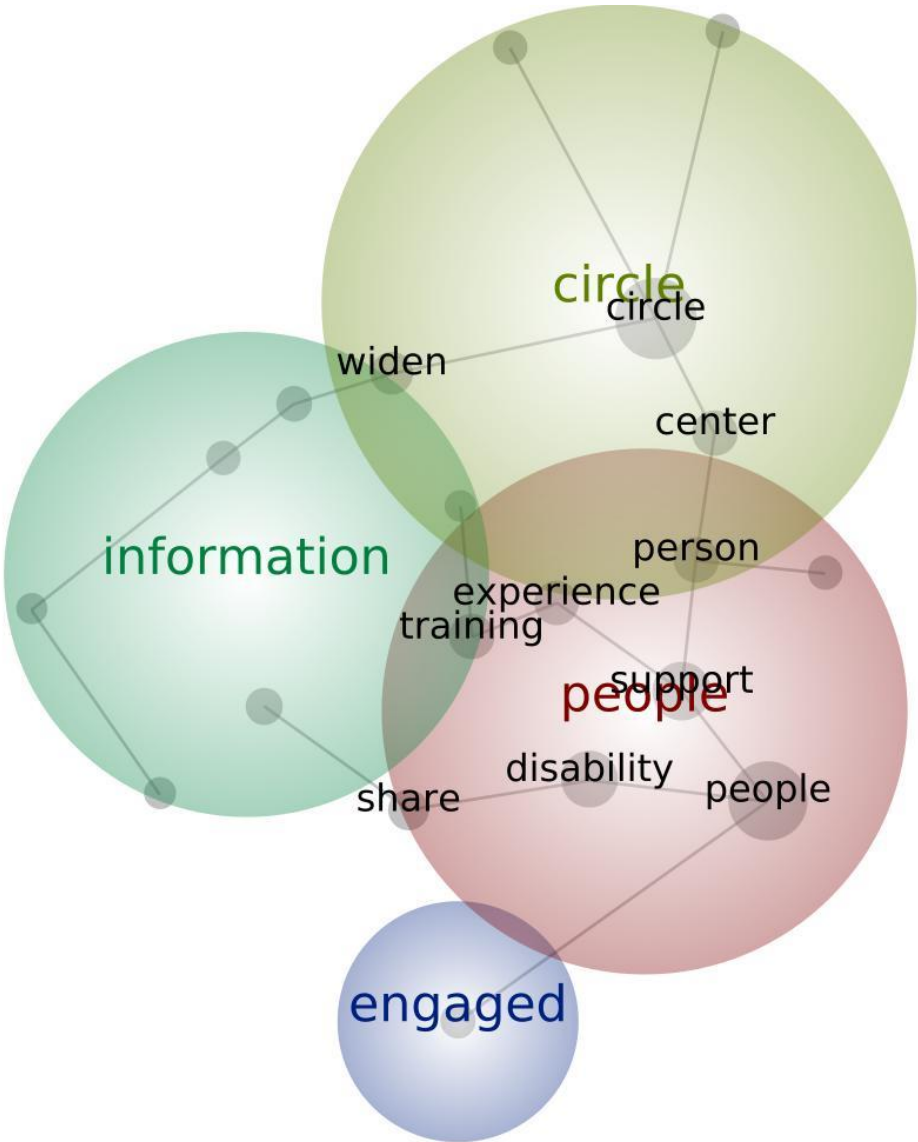 circle
circle
widen
center
information
person
experience
training
support
people
disability
people
share
engaged